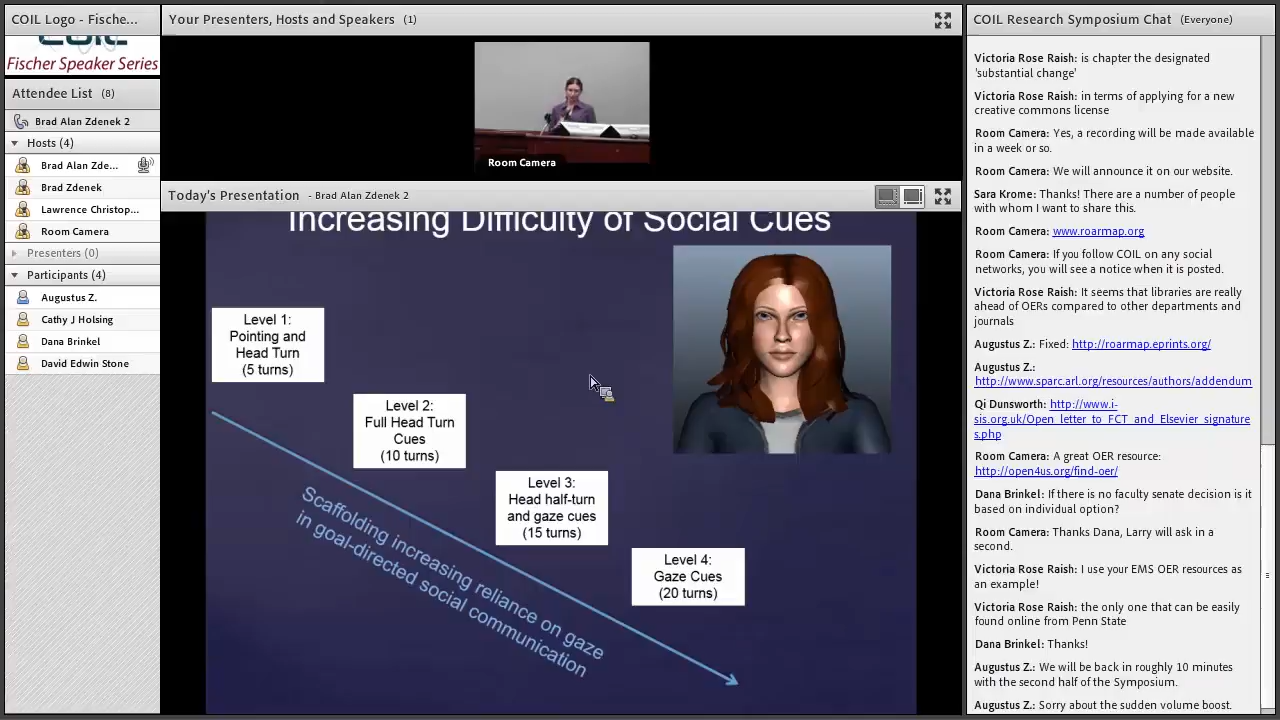 COIL Logo - Fische...
COIL
Fischer Speaker Series
Attendee List (8)
Brad Alan Zdenek 2
Hosts (4)
Brad Alan Zde...
Brad Zdenek
Lawrence Christop...
Room Camera
Presenters (0)
Participants (4)
Augustus Z.
Cathy J Holsing
Dana Brinkel
David Edwin Stone
Your Presenters, Hosts and Speakers (1)
Room Camera
Today's Presentation - Brad Alan Zdenek 2
Increasing Difficulty of Social Cues
Level 1:
Pointing and
Head Turn
(5 turns)
Level 2:
Full Head Turn
Cues
(10 turns)
Level 3:
Head half-turn
and gaze cues
(15 turns)
Level 4:
Gaze Cues
(20 turns)
Scaffolding increasing reliance on gaze
in goal-directed social communication
COIL Research Symposium Chat (Everyone)
Victoria Rose Raish: is chapter the designated
'substantial change'
Victoria Rose Raish: in terms of applying for a new
creative commons license
Room Camera: Yes, a recording will be made available
in a week or so.
Room Camera: We will announce it on our website.
Sara Krome: Thanks! There are a number of people
with whom I want to share this.
Room Camera: www.roarmap.org
Room Camera: If you follow COIL on any social
networks, you will see a notice when it is posted.
Victoria Rose Raish: It seems that libraries are really
ahead of OERs compared to other departments and
journals
Augustus Z.: Fixed: http://roarmap.eprints.org/
Augustus Z.:
http://www.sparc.arl.org/resources/authors/addendum
Qi Dunsworth: http://www.i-
sis.org.uk/Open_letter_to_FCT_and_Elsevier_signature
s.php
Room Camera: A great OER resource:
http://open4us.org/find-oer/
Dana Brinkel: If there is no faculty senate decision is it
based on individual option?
Room Camera: Thanks Dana, Larry will ask in a
second.
Victoria Rose Raish: I use your EMS OER resources as
an example!
Victoria Rose Raish: the only one that can be easily
found online from Penn State
Dana Brinkel: Thanks!
Augustus Z.: We will be back in roughly 10 minutes
with the second half of the Symposium.
Augustus Z.: Sorry about the sudden volume boost.